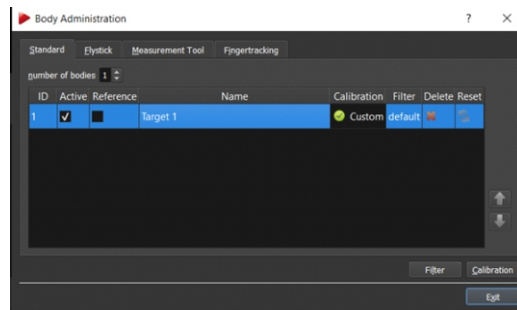 Body Administration ? ×
Standard Flystick Measurement Tool Fingertracking
number of bodies 1
ID Active Reference Name Calibration Filter Delete Reset
1 Target 1 Custom default
Filter Calibration
Exit